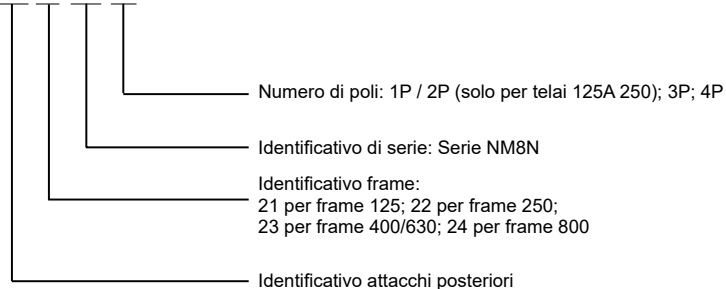 Numero di poli: 1P / 2P (solo per telai 125A 250); 3P; 4P
Identificativo di serie: Serie NM8N
Identificativo frame:
21 per frame 125; 22 per frame 250;
23 per frame 400/630; 24 per frame 800
Identificativo attacchi posteriori